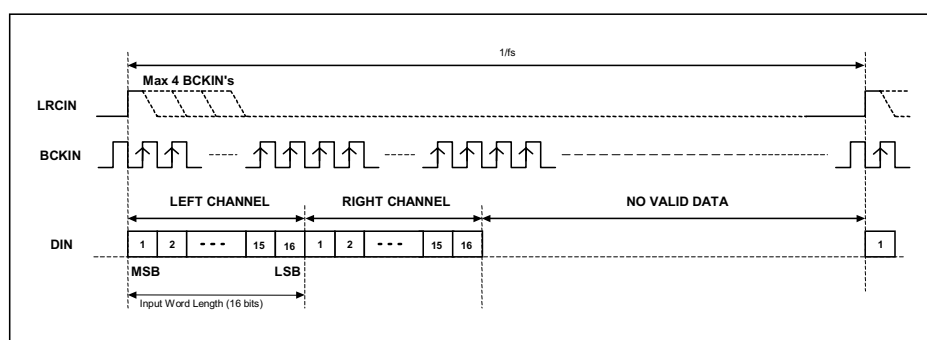 1/fs
Max 4 BCKIN's
LRCIN
BCKIN
LEFT CHANNEL RIGHT CHANNEL NO VALID DATA
DIN 1 2 15 16 1 2 15 16 1
MSB LSB
Input Word Length (16 bits)